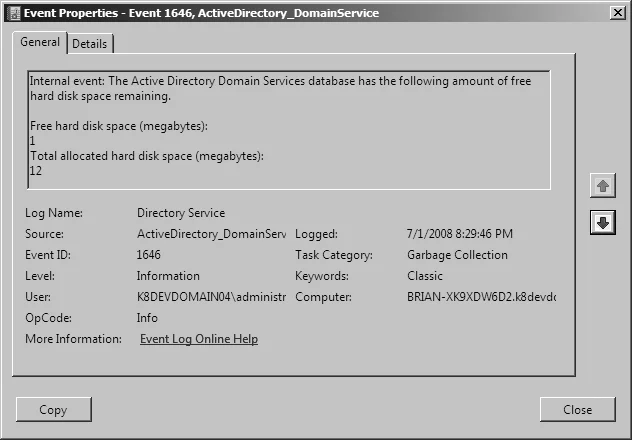 Event Properties - Event 1646, ActiveDirectory_DomainService
General Details
Internal event: The Active Directory Domain Services database has the following amount of free
hard disk space remaining.
Free hard disk space (megabytes):
1
Total allocated hard disk space (megabytes):
12
Log Name: Directory Service
Source: ActiveDirectory_DomainServ Logged: 7/1/2008 8:29:46 PM
Event ID: 1646 Task Category: Garbage Collection
Level: Information Keywords: Classic
User: K8DEVDOMAIN04\administr Computer: BRIAN-XK9XDW6D2.k8devdo
OpCode: Info
More Information: Event Log Online Help
Copy Close